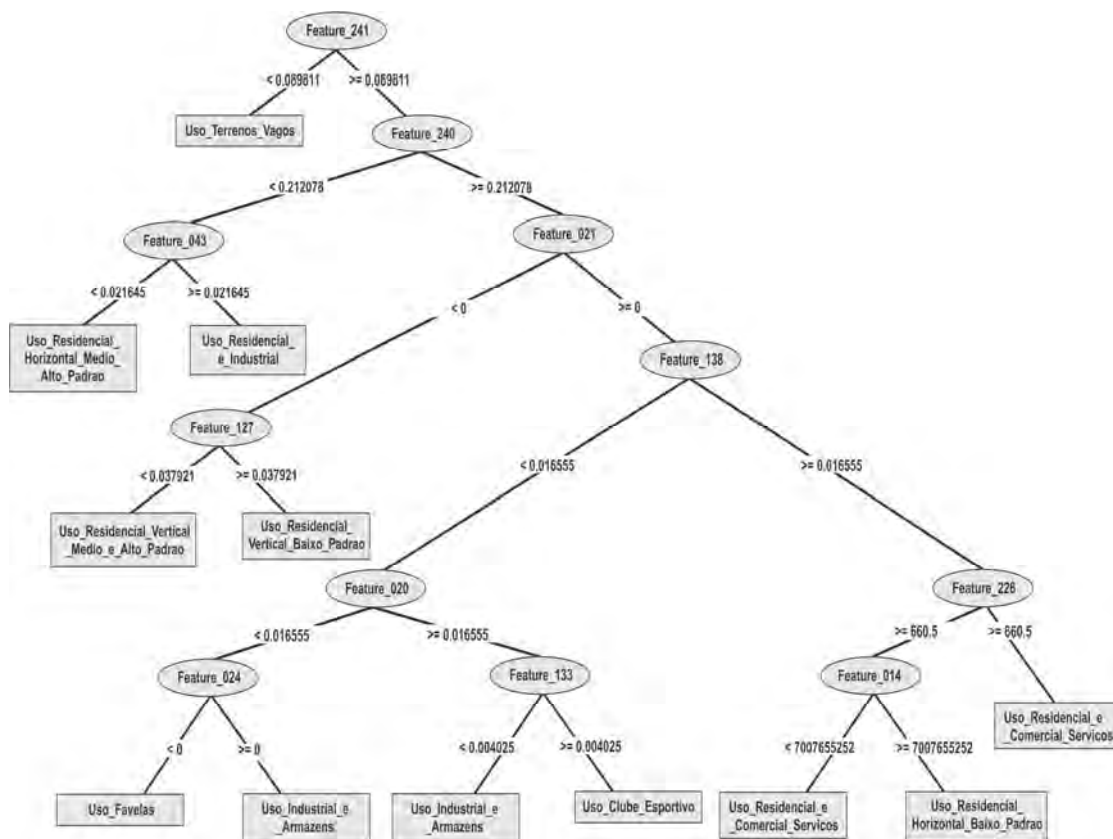 Feature_241
< 0.089811
>= 0.089811
Uso_Terrenos_Vagos
Feature_240
< 0.212078
>= 0.212078
Feature_043
Feature_021
< 0.021645
>= 0.021645
< 0
>= 0
Uso_Residencial_
Horizontal_Medio_
Alto_Padrao
Uso_Residencial_
e_Industrial
Feature_138
Feature_127
< 0.037921
>= 0.037921
< 0.016555
>= 0.016555
Uso_Residencial_Vertical
_Medio_e_Alto_Padrao
Uso_Residencial_
Vertical_Baixo_Padrao
Feature_020
Feature_226
< 0.016555
>= 0.016555
>= 660.5
>= 660.5
Feature_024
Feature_133
Feature_014
Uso_Residencial_e
_Comercial_Servicos
< 0
>= 0
< 0.004025
>= 0.004025
< 7007655252
>= 7007655252
Uso_Favelas
Uso_Industrial_e
_Armazens
Uso_Industrial_e
_Armazens
Uso_Clube_Esportivo
Uso_Residencial_e
_Comercial_Servicos
Uso_Residencial_
Horizontal_Baixo_Padrao